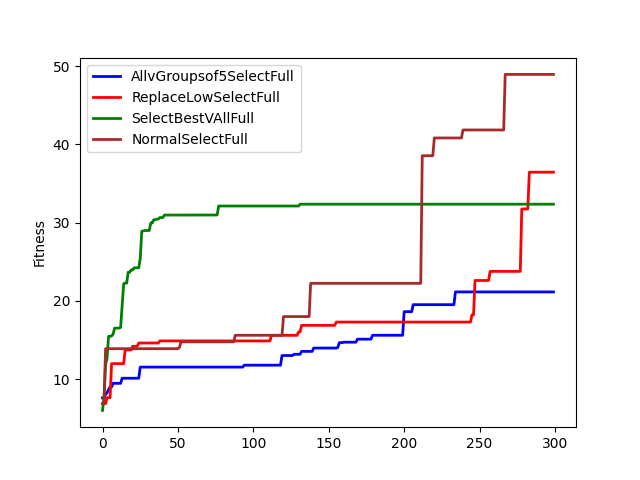 AllvGroupsof5SelectFull
ReplaceLowSelectFull
SelectBestVAllFull
NormalSelectFull
Fitness
50
40
30
20
10
0 50 100 150 200 250 300